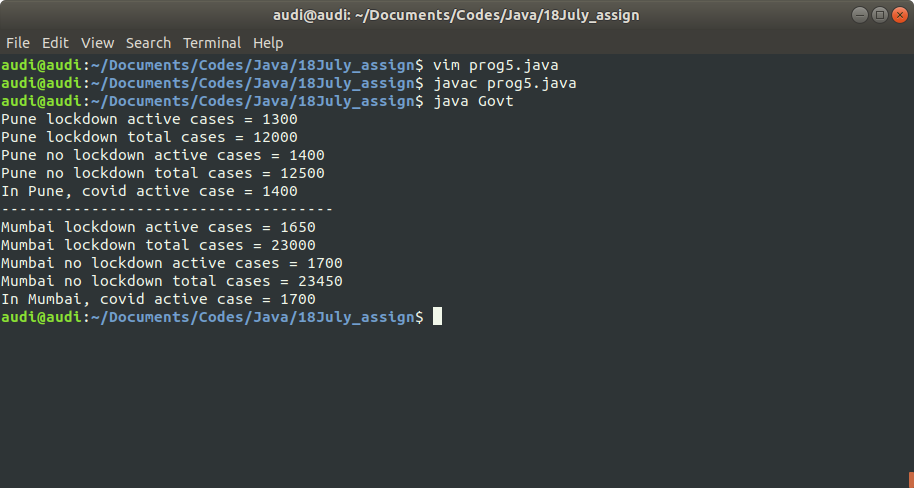 audi@audi: ~/Documents/Codes/Java/18July_assign
File Edit View Search Terminal Help
audi@audi:~/Documents/Codes/Java/18July_assign$ vim prog5.java
audi@audi:~/Documents/Codes/Java/18July_assign$ javac prog5.java
audi@audi:~/Documents/Codes/Java/18July_assign$ java Govt
Pune lockdown active cases = 1300
Pune lockdown total cases = 12000
Pune no lockdown active cases = 1400
Pune no lockdown total cases = 12500
In Pune, covid active case = 1400
-------------------------------------
Mumbai lockdown active cases = 1650
Mumbai lockdown total cases = 23000
Mumbai no lockdown active cases = 1700
Mumbai no lockdown total cases = 23450
In Mumbai, covid active case = 1700
audi@audi:~/Documents/Codes/Java/18July_assign$